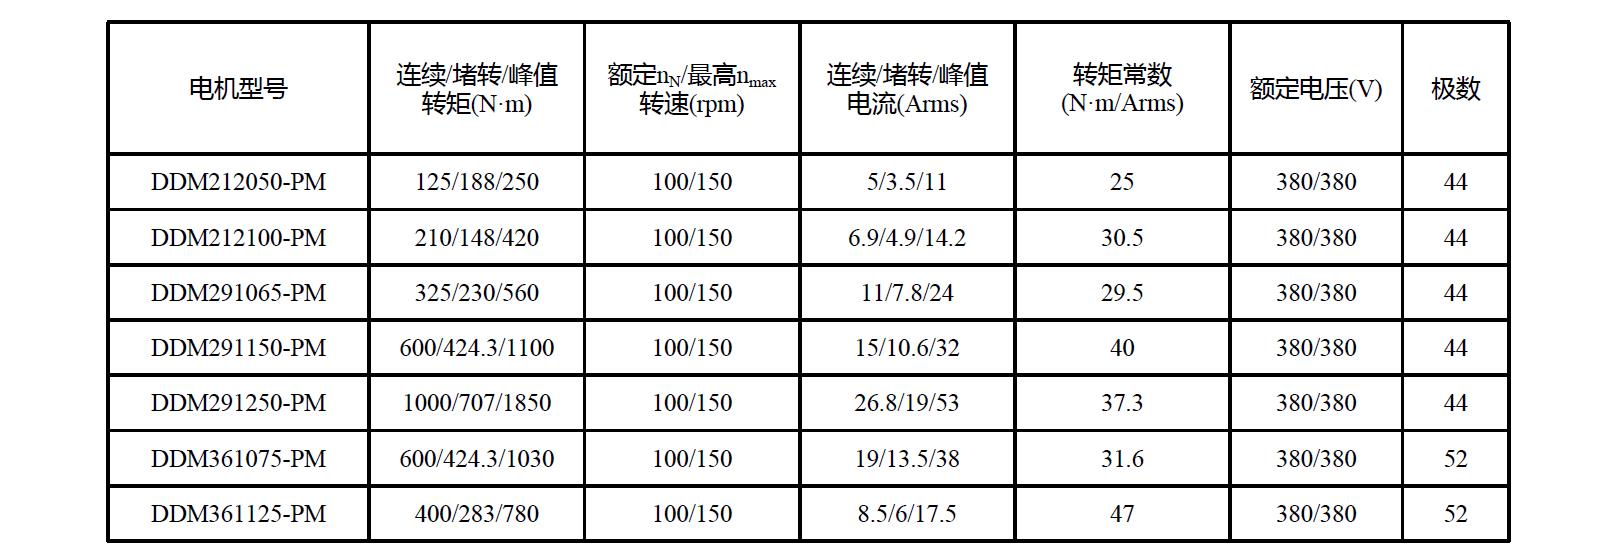 电机型号 连续/堵转/峰值 额定nN/最高nmax 连续/堵转/峰值 转矩常数 额定电压(V) 极数
转矩(N·m) 转速(rpm) 电流(Arms) (N·m/Arms)
DDM212050-PM 125/188/250 100/150 5/3.5/11 25 380/380 44
DDM212100-PM 210/148/420 100/150 6.9/4.9/14.2 30.5 380/380 44
DDM291065-PM 325/230/560 100/150 11/7.8/24 29.5 380/380 44
DDM291150-PM 600/424.3/1100 100/150 15/10.6/32 40 380/380 44
DDM291250-PM 1000/707/1850 100/150 26.8/19/53 37.3 380/380 44
DDM361075-PM 600/424.3/1030 100/150 19/13.5/38 31.6 380/380 52
DDM361125-PM 400/283/780 100/150 8.5/6/17.5 47 380/380 52